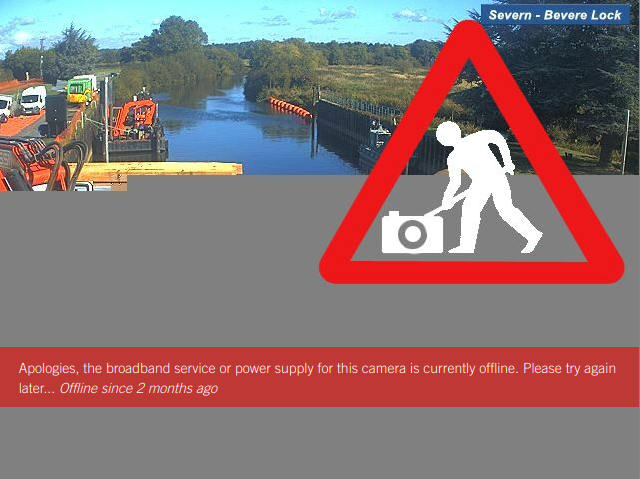 Severn - Bevere Lock
Apologies, the broadband service or power supply for this camera is currently offline. Please try again
later... Offline since 2 months ago